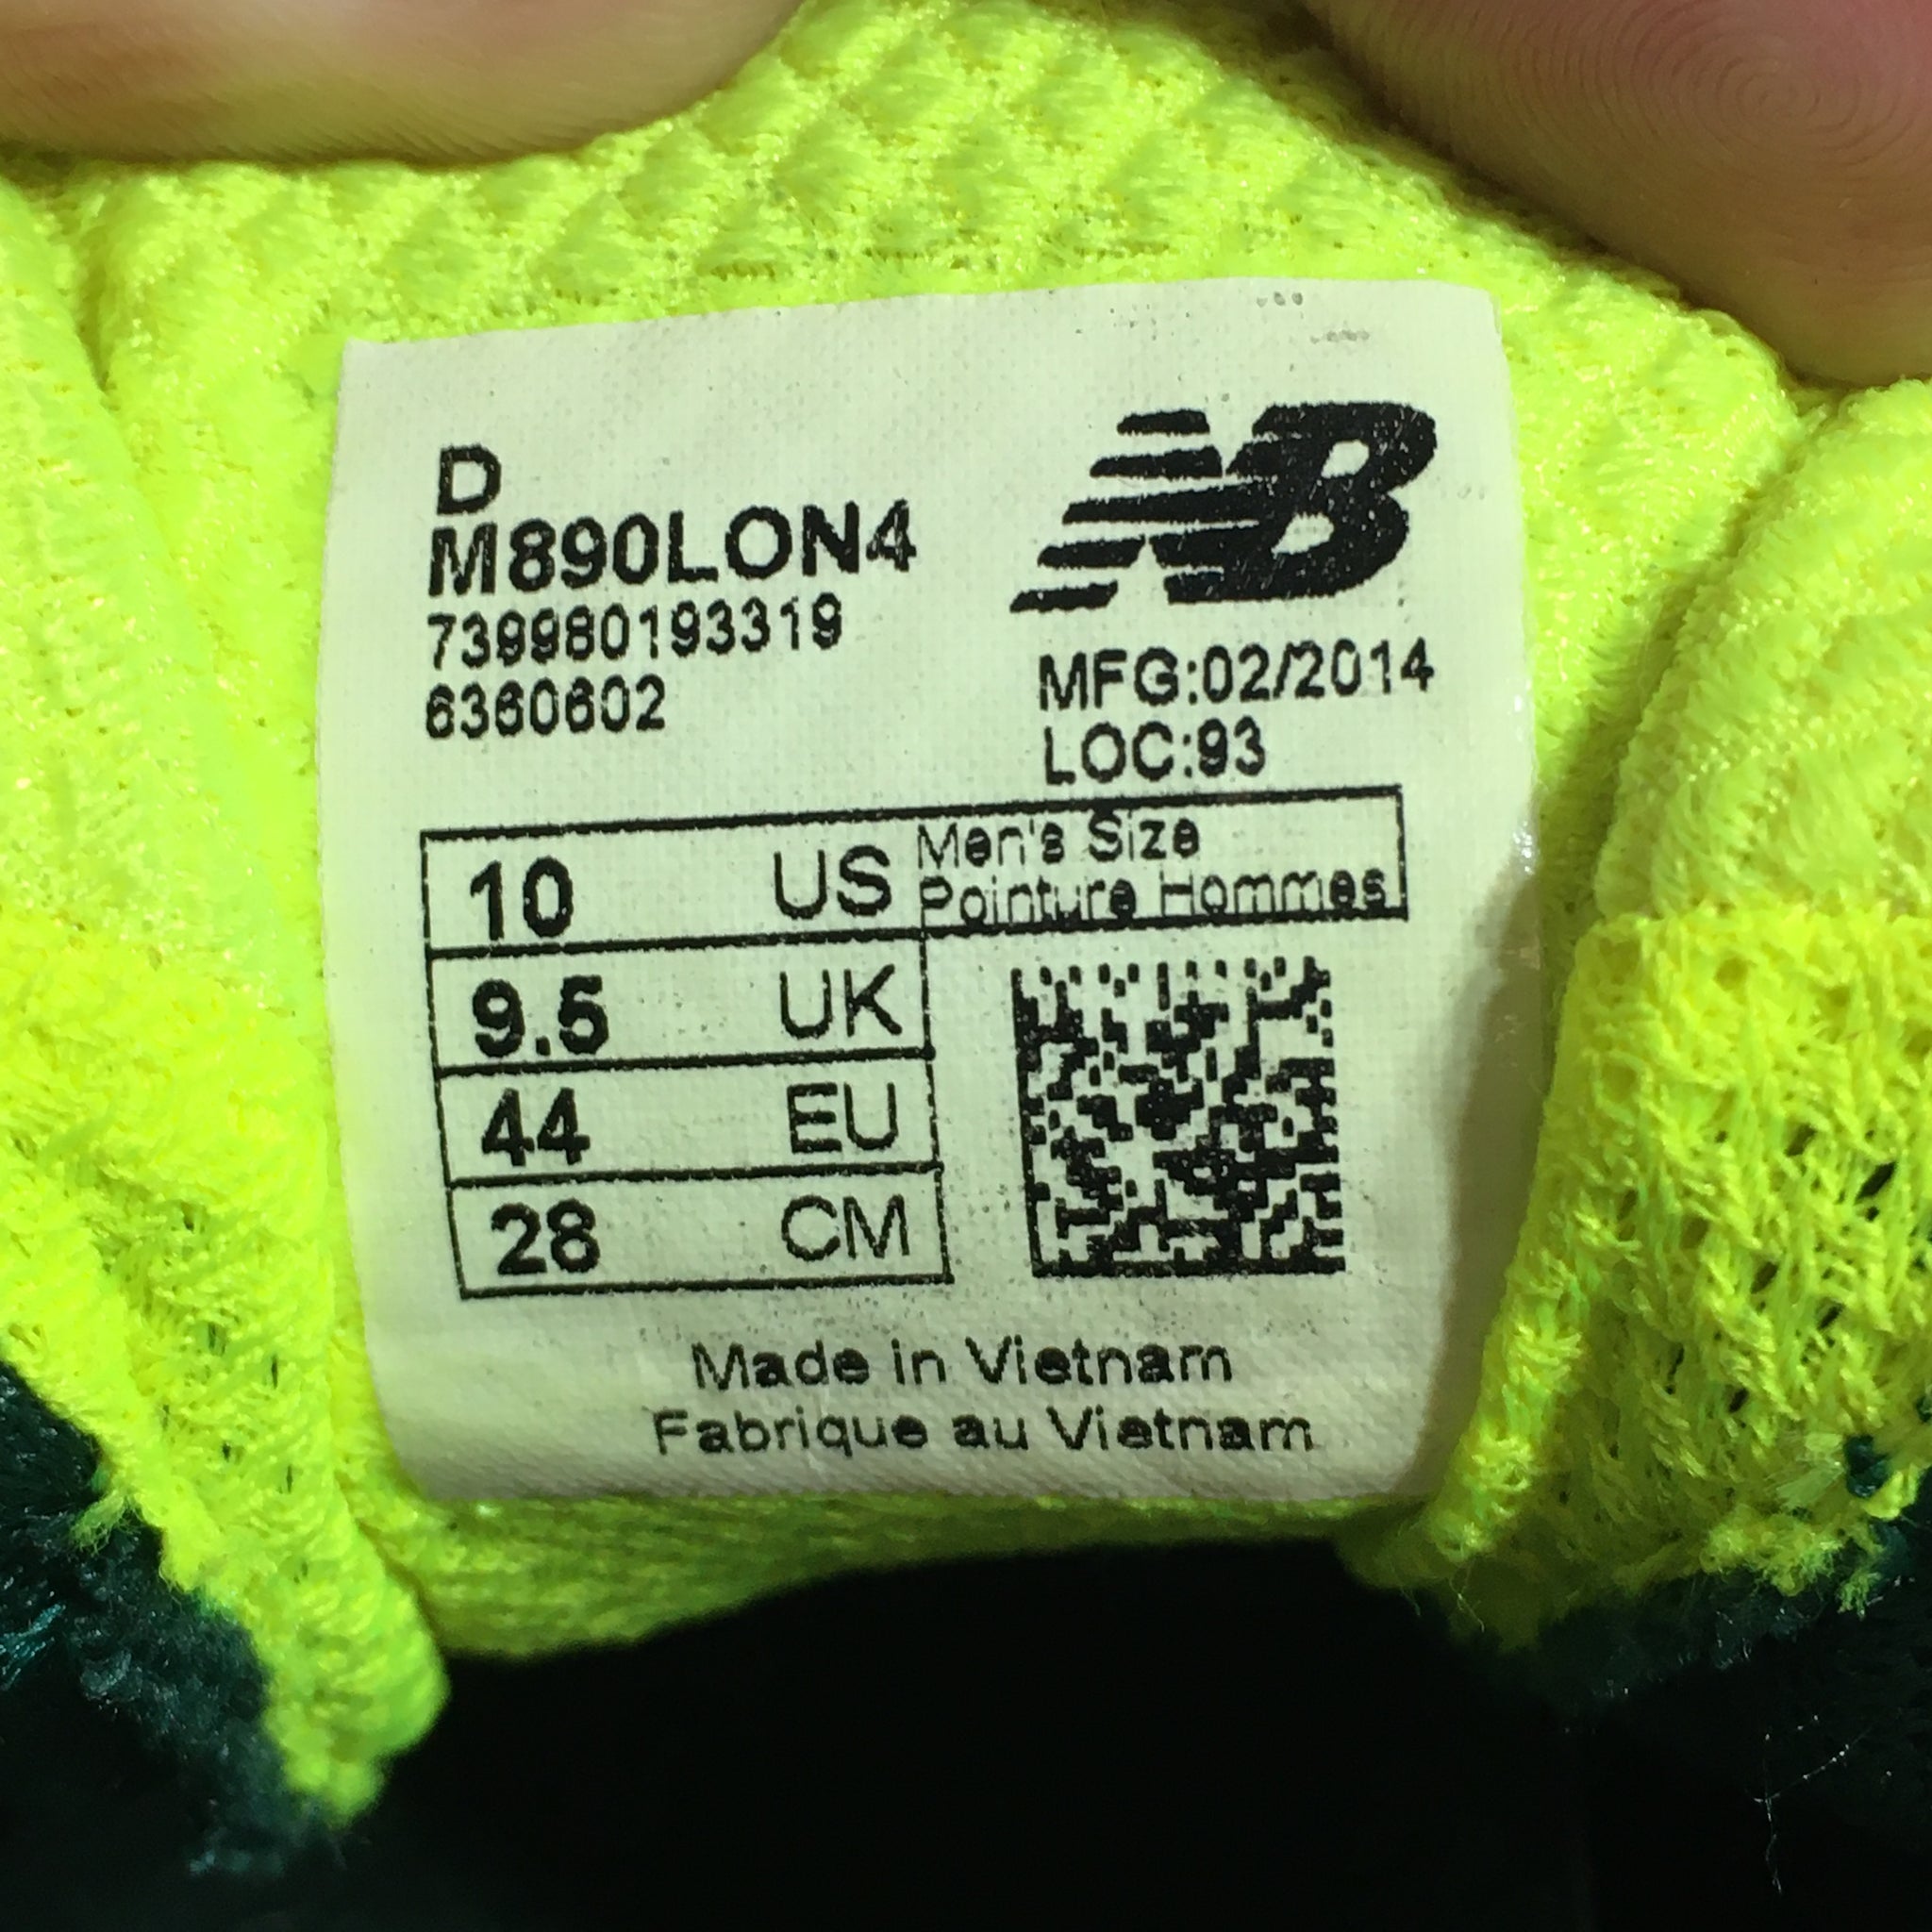 D
M890LON4
739980193319
6360602
NB
MFG:02/2014
LOC:93
10 US Men's Size
Pointure Hommes
9.5 UK
44 EU
28 CM
Made in Vietnam
Fabrique au Vietnam